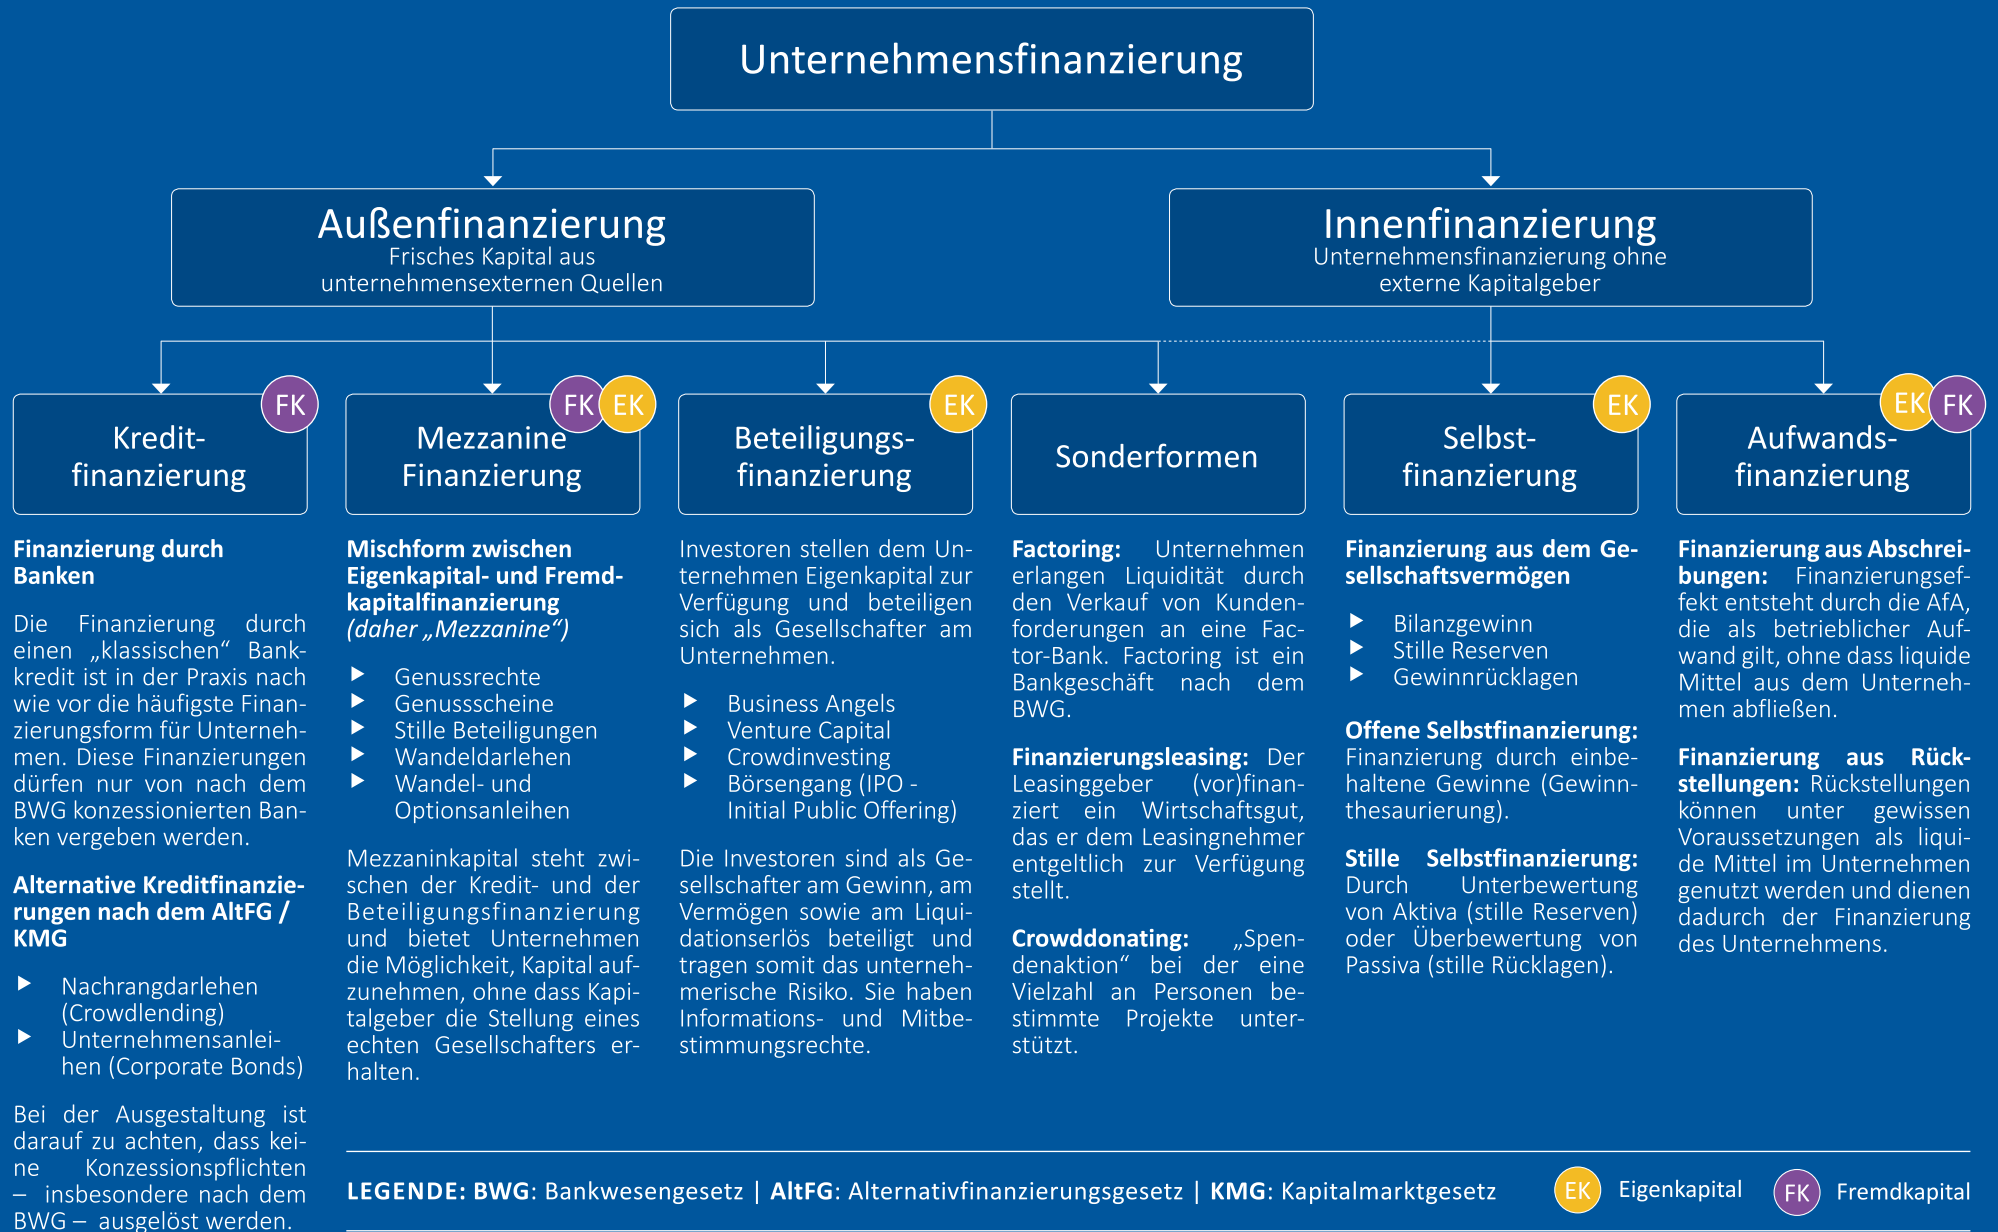 Unternehmensfinanzierung
Außenfinanzierung
Frisches Kapital aus
unternehmensexternen Quellen
Innenfinanzierung
Unternehmensfinanzierung ohne
externe Kapitalgeber
FK
Kredit-
finanzierung
FK EK
Mezzanine
Finanzierung
EK
Beteiligungs-
finanzierung
Sonderformen
EK
Selbst-
finanzierung
EK FK
Aufwands-
finanzierung
Finanzierung durch
Banken
Die Finanzierung durch
einen „klassischen“ Bank-
kredit ist in der Praxis nach
wie vor die häufigste Finan-
zierungsform für Unterneh-
men. Diese Finanzierungen
dürfen nur von nach dem
BWG konzessionierten Ban-
ken vergeben werden.
Alternative Kreditfinanzie-
rungen nach dem AltFG /
KMG
Nachrangdarlehen
(Crowdlending)
Unternehmensanlei-
hen (Corporate Bonds)
Bei der Ausgestaltung ist
darauf zu achten, dass kei-
ne Konzessionspflichten
– insbesondere nach dem
BWG – ausgelöst werden.
Mischform zwischen
Eigenkapital- und Fremd-
kapitalfinanzierung
(daher „Mezzanine“)
Genussrechte
Genussscheine
Stille Beteiligungen
Wandeldarlehen
Wandel- und
Optionsanleihen
Mezzaninkapital steht zwi-
schen der Kredit- und der
Beteiligungsfinanzierung
und bietet Unternehmen
die Möglichkeit, Kapital auf-
zunehmen, ohne dass Kapi-
talgeber die Stellung eines
echten Gesellschafters er-
halten.
Investoren stellen dem Un-
ternehmen Eigenkapital zur
Verfügung und beteiligen
sich als Gesellschafter am
Unternehmen.
Business Angels
Venture Capital
Crowdinvesting
Börsengang (IPO -
Initial Public Offering)
Die Investoren sind als Ge-
sellschafter am Gewinn, am
Vermögen sowie am Liqui-
dationserlös beteiligt und
tragen somit das unterneh-
merische Risiko. Sie haben
Informations- und Mitbe-
stimmungsrechte.
Factoring: Unternehmen
erlangen Liquidität durch
den Verkauf von Kunden-
forderungen an eine Fac-
tor-Bank. Factoring ist ein
Bankgeschäft nach dem
BWG.
Finanzierungsleasing: Der
Leasinggeber (vor)finan-
ziert ein Wirtschaftsgut,
das er dem Leasingnehmer
entgeltlich zur Verfügung
stellt.
Crowddonating: „Spen-
denaktion“ bei der eine
Vielzahl an Personen be-
stimmte Projekte unter-
stützt.
Finanzierung aus dem Ge-
sellschaftsvermögen
Bilanzgewinn
Stille Reserven
Gewinnrücklagen
Offene Selbstfinanzierung:
Finanzierung durch einbe-
haltene Gewinne (Gewinn-
thesaurierung).
Stille Selbstfinanzierung:
Durch Unterbewertung
von Aktiva (stille Reserven)
oder Überbewertung von
Passiva (stille Rücklagen).
Finanzierung aus Abschrei-
bungen: Finanzierungsef-
fekt entsteht durch die AfA,
die als betrieblicher Auf-
wand gilt, ohne dass liquide
Mittel aus dem Unterneh-
men abfließen.
Finanzierung aus Rück-
stellungen: Rückstellungen
können unter gewissen
Voraussetzungen als liqui-
de Mittel im Unternehmen
genutzt werden und dienen
dadurch der Finanzierung
des Unternehmens.
LEGENDE: BWG: Bankwesengesetz | AltFG: Alternativfinanzierungsgesetz | KMG: Kapitalmarktgesetz
EK Eigenkapital FK Fremdkapital